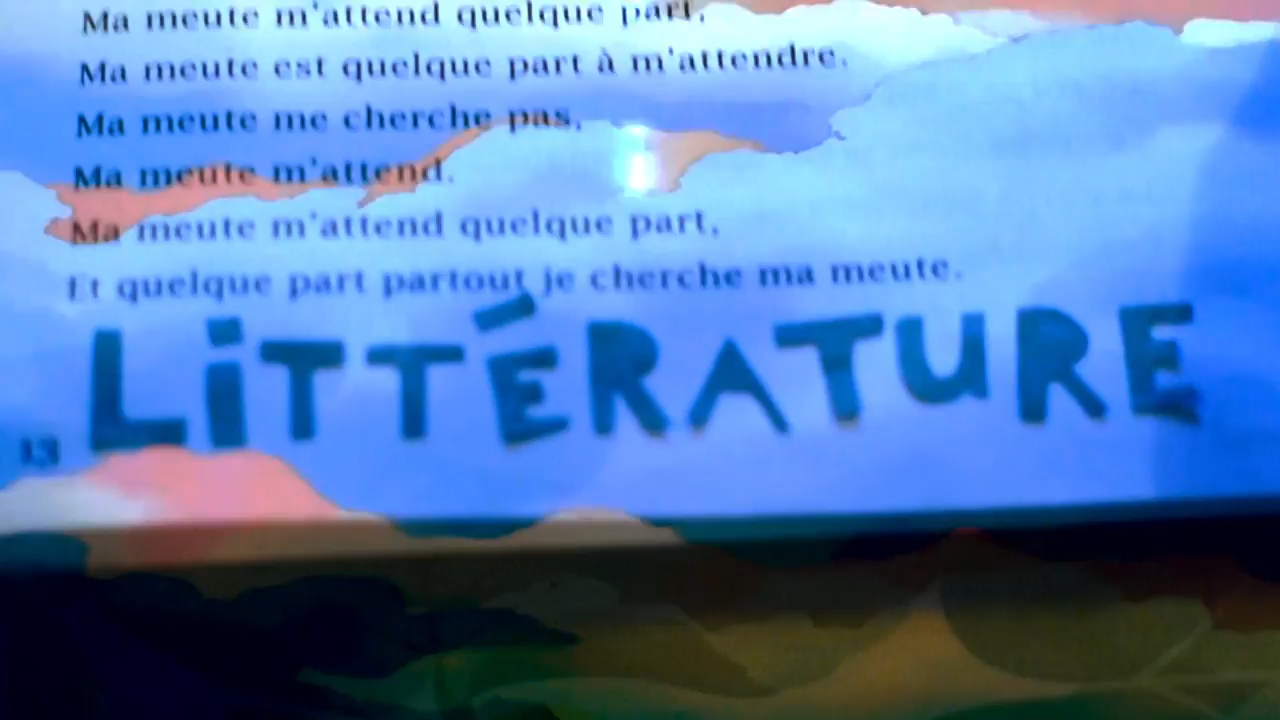 Ma meute m'attend quelque part.
Ma meute est quelque part à m'attendre.
Ma meute me cherche pas.
Ma meute m'attend.
Ma meute m'attend quelque part,
Et quelque part partout je cherche ma meute.
LiTTÉRATURE
13